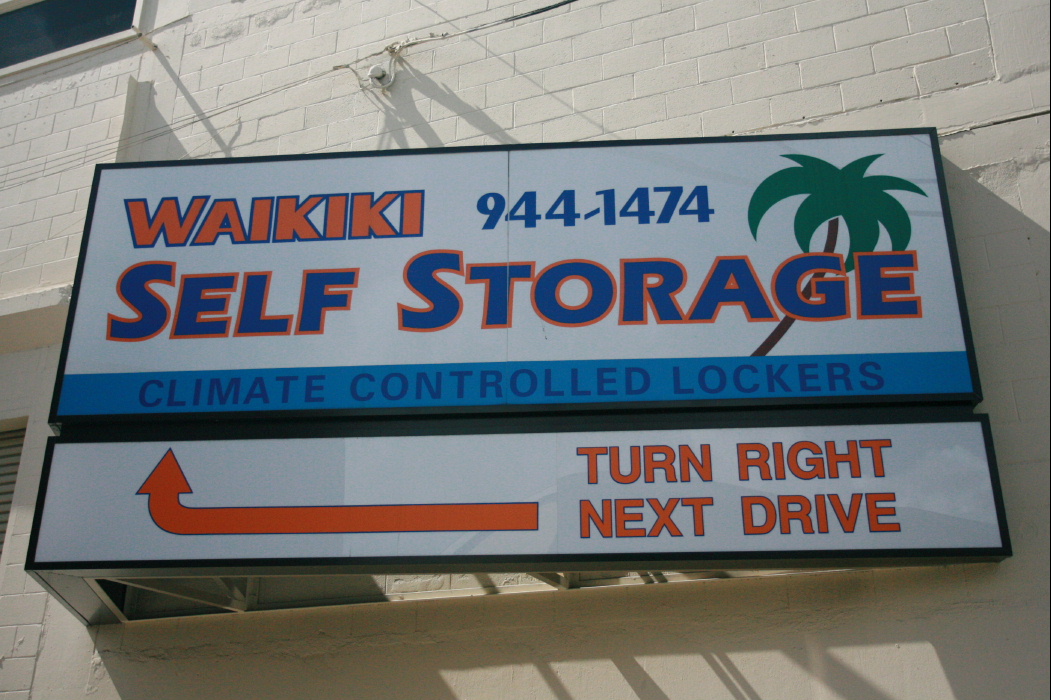 WAIKIKI 944-1474
SELF STORAGE
CLIMATE CONTROLLED LOCKERS
TURN RIGHT
NEXT DRIVE